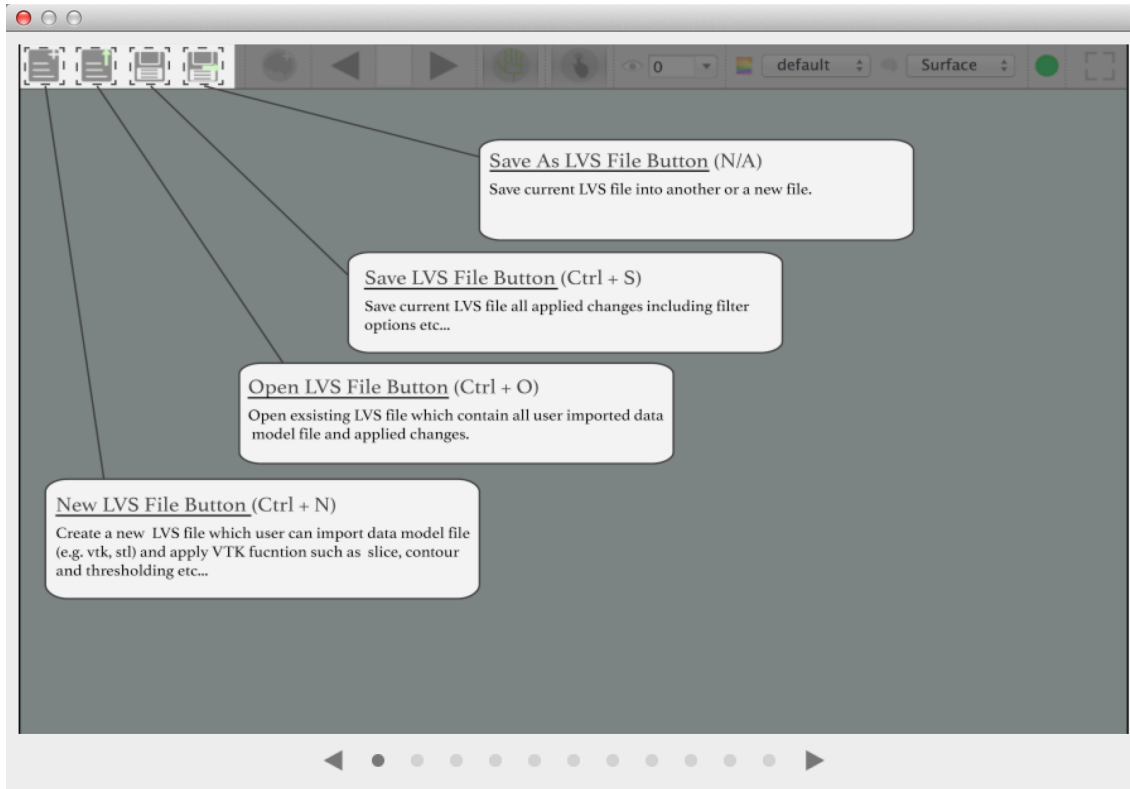 0 default Surface
Save As LVS File Button (N/A)
Save current LVS file into another or a new file.
Save LVS File Button (Ctrl + S)
Save current LVS file all applied changes including filter
options etc...
Open LVS File Button (Ctrl + O)
Open exsisting LVS file which contain all user imported data
model file and applied changes.
New LVS File Button (Ctrl + N)
Create a new LVS file which user can import data model file
(e.g. vtk, stl) and apply VTK fucntion such as slice, contour
and thresholding etc...